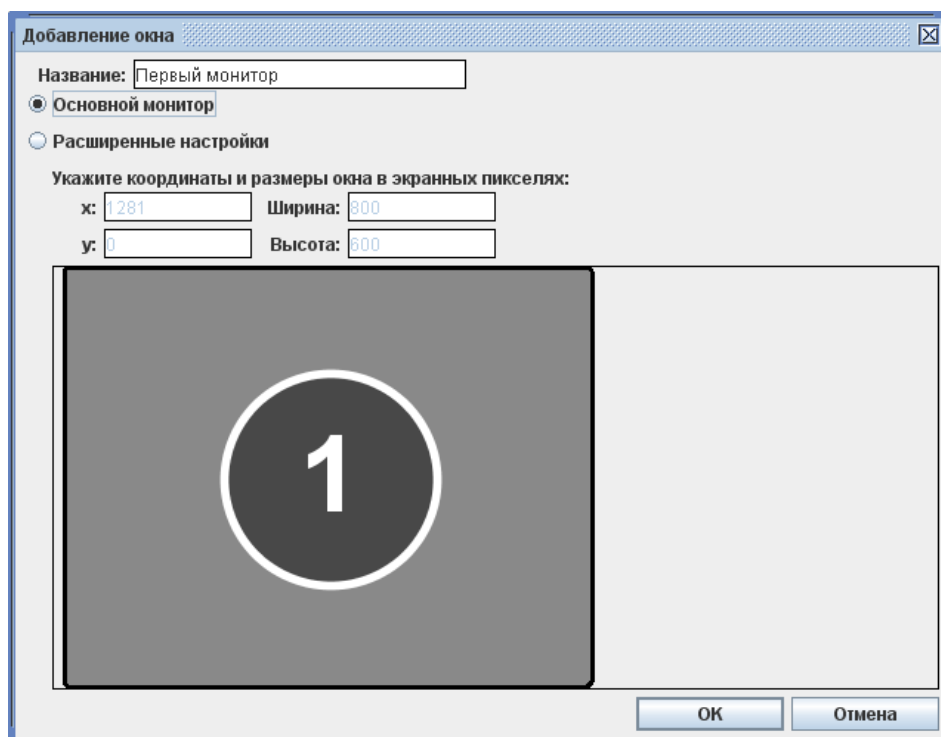 Добавление окна
Название: Первый монитор
Основной монитор
Расширенные настройки
Укажите координаты и размеры окна в экранных пикселях:
x: 1281 Ширина: 800
y: 0 Высота: 600
1
ОК Отмена